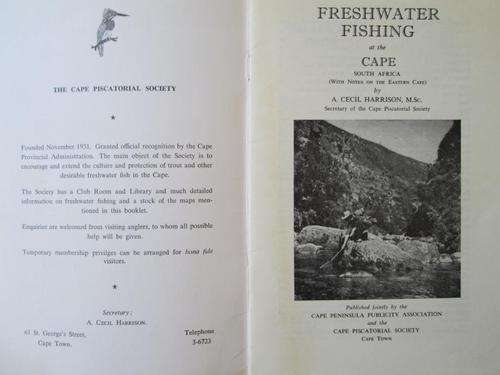 THE CAPE PISCATORIAL SOCIETY
★
Founded November 1931. Granted official recognition by the Cape
Provincial Administration. The main object of the Society is to
encourage and extend the culture and protection of trout and other
desirable freshwater fish in the Cape.
The Society has a Club Room and Library and much detailed
information on freshwater fishing and a stock of the maps men-
tioned in this booklet.
Enquiries are welcomed from visiting anglers, to whom all possible
help will be given.
Temporary membership privilges can be arranged for bona fide
visitors.
★
Secretary:
A. CECIL HARRISON.
61 St. George's Street,
Cape Town.
Telephone
3-6723
FRESHWATER
FISHING
at the
CAPE
SOUTH AFRICA
(WITH NOTES ON THE EASTERN CAPE)
by
A. CECIL HARRISON, M.Sc.
Secretary of the Cape Piscatorial Society
Published Jointly by the
CAPE PENINSULA PUBLICITY ASSOCIATION
and the
CAPE PISCATORIAL SOCIETY
CAPE TOWN